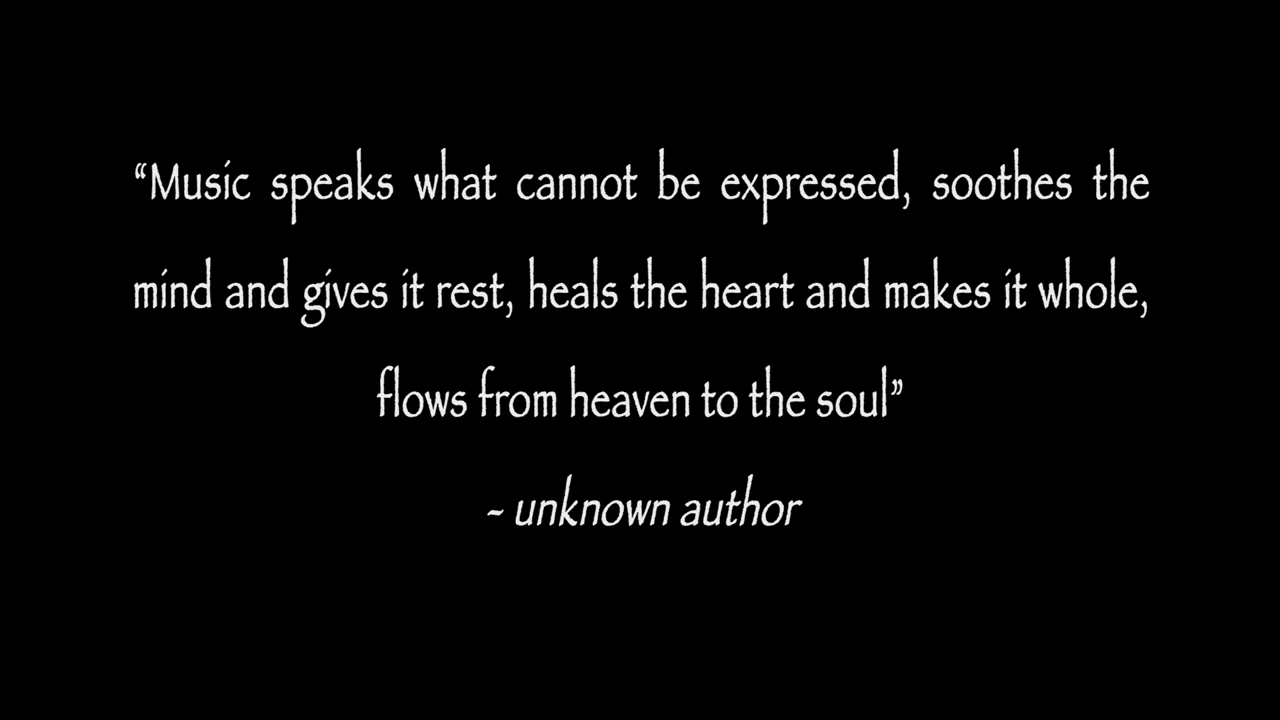 “Music speaks what cannot be expressed, soothes the
mind and gives it rest, heals the heart and makes it whole,
flows from heaven to the soul”
- unknown author